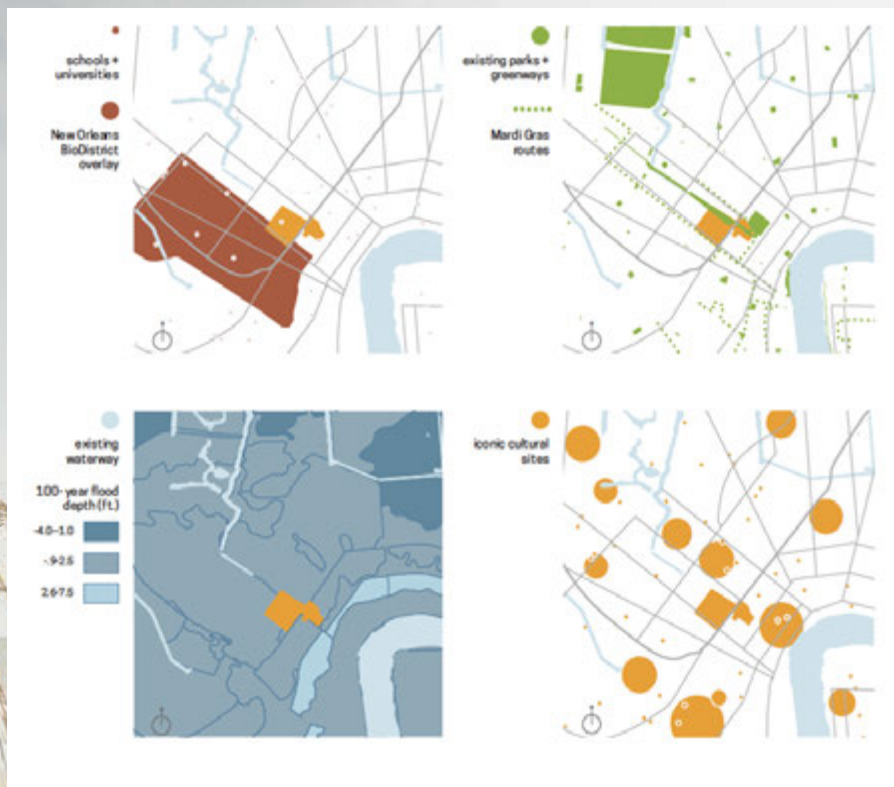 schools +
universities
New Orleans
BioDistrict
overlay
existing parks +
greenways
Mardi Gras
routes
existing
waterway
100-year flood
depth (ft.)
-4.0-1.0
-.9-2.5
2.6-7.5
iconic cultural
sites